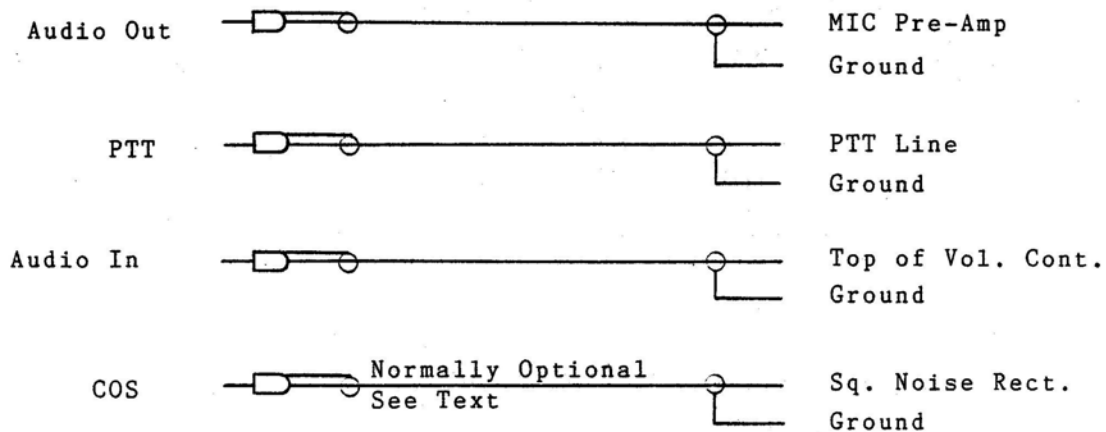 Audio Out MIC Pre-Amp
Ground
PTT PTT Line
Ground
Audio In Top of Vol. Cont.
Ground
COS Normally Optional Sq. Noise Rect.
See Text
Ground